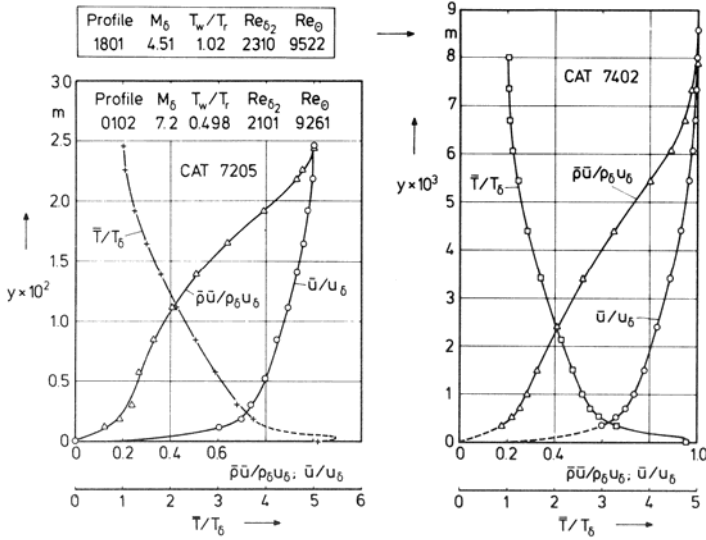 Profile M_δ T_w/T_r Re_δ₂ Re_Θ
1801 4.51 1.02 2310 9522
Profile M_δ T_w/T_r Re_δ₂ Re_Θ
0102 7.2 0.498 2101 9261
CAT 7205
3.0
m
2.5
2.0
1.5
y×10²
1.0
0.5
0
T̄/T_δ
ρ̄ū/ρ_δu_δ
ū/u_δ
0 0.2 0.4 0.6 0.8 1.0
ρ̄ū/ρ_δu_δ; ū/u_δ
0 1 2 3 4 5 6
T̄/T_δ
CAT 7402
9
m
8
7
6
y×10³
5
4
3
2
1
0
T̄/T_δ
ρ̄ū/ρ_δu_δ
ū/u_δ
0 0.2 0.4 0.6 0.8 1.0
ρ̄ū/ρ_δu_δ; ū/u_δ
0 1 2 3 4 5
T̄/T_δ